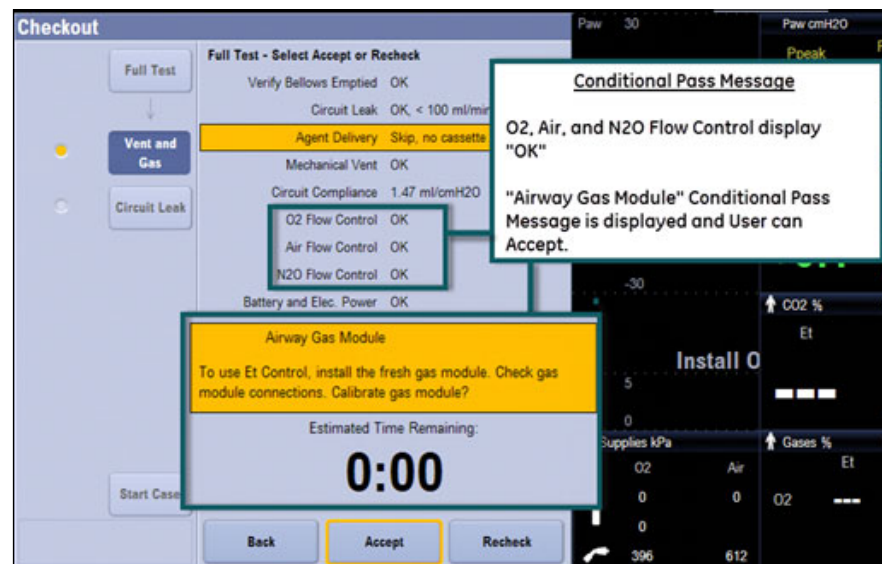 Checkout
Full Test
Vent and
Gas
Circuit Leak
Start Case
Full Test - Select Accept or Recheck
Verify Bellows Emptied OK
Circuit Leak OK, < 100 ml/min
Agent Delivery Skip, no cassette
Mechanical Vent OK
Circuit Compliance 1.47 ml/cmH2O
O2 Flow Control OK
Air Flow Control OK
N2O Flow Control OK
Battery and Elec. Power OK
Airway Gas Module
To use Et Control, install the fresh gas module. Check gas
module connections. Calibrate gas module?
Estimated Time Remaining:
0:00
Back Accept Recheck
Conditional Pass Message
O2, Air, and N2O Flow Control display
"OK"
"Airway Gas Module" Conditional Pass
Message is displayed and User can
Accept.
Paw 30
Paw cmH2O
Ppeak
-30
CO2 %
Et
Install O
5
---
0
Supplies kPa
O2 Air
0 0
0
396 612
Gases %
Et
O2 ---